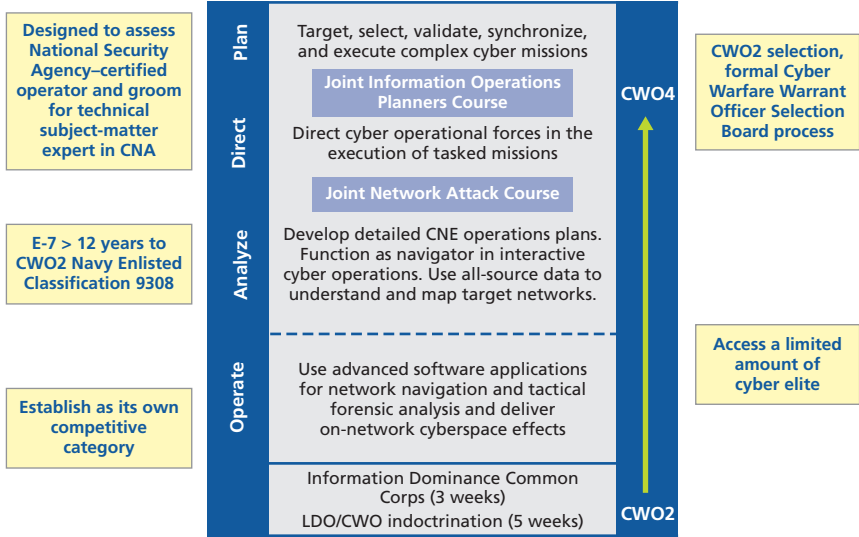 Designed to assess
National Security
Agency–certified
operator and groom
for technical
subject-matter
expert in CNA
E-7 > 12 years to
CWO2 Navy Enlisted
Classification 9308
Establish as its own
competitive
category
Plan
Direct
Analyze
Operate
Target, select, validate, synchronize,
and execute complex cyber missions
Joint Information Operations
Planners Course
Direct cyber operational forces in the
execution of tasked missions
Joint Network Attack Course
Develop detailed CNE operations plans.
Function as navigator in interactive
cyber operations. Use all-source data to
understand and map target networks.
Use advanced software applications
for network navigation and tactical
forensic analysis and deliver
on-network cyberspace effects
Information Dominance Common
Corps (3 weeks)
LDO/CWO indoctrination (5 weeks)
CWO4
CWO2
CWO2 selection,
formal Cyber
Warfare Warrant
Officer Selection
Board process
Access a limited
amount of
cyber elite